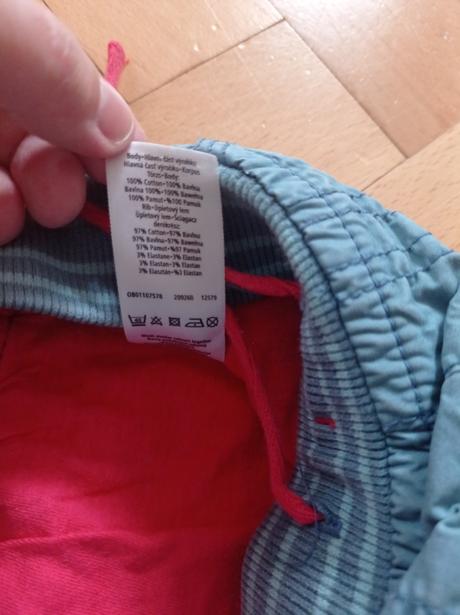 Body-Hlavní část výrobku
Hlavná časť výrobku-Korpus
Törzs-Body:
100% Cotton-100% Bavlna
Bavlna 100%-100% Bawełna
100% Pamut-%100 Pamuk
Rib-Úpletový lem
Úpletový lem-Ściągacz
97% Cotton-97% Bavlna
97% Bavlna-97% Bawełna
97% Pamut-%97 Pamuk
3% Elastane-3% Elastan
3% Elastan-3% Elastan
3% Elasztán-%3 Elastan
OB01107578 209260 12579